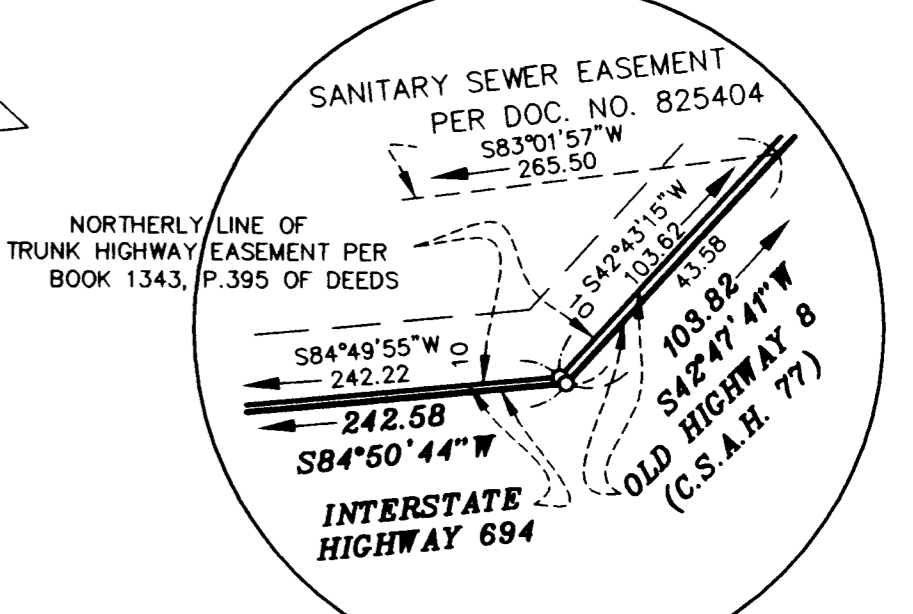 SANITARY SEWER EASEMENT
PER DOC. NO. 825404
S83°01'57"W
265.50
NORTHERLY LINE OF
TRUNK HIGHWAY EASEMENT PER
BOOK 1343, P.395 OF DEEDS
S42°43'15"W
103.62
10
43.58
103.82
S42°47'41"W
OLD HIGHWAY 8
(C.S.A.H. 77)
S84°49'55"W
242.22
10
242.58
S84°50'44"W
INTERSTATE
HIGHWAY 694